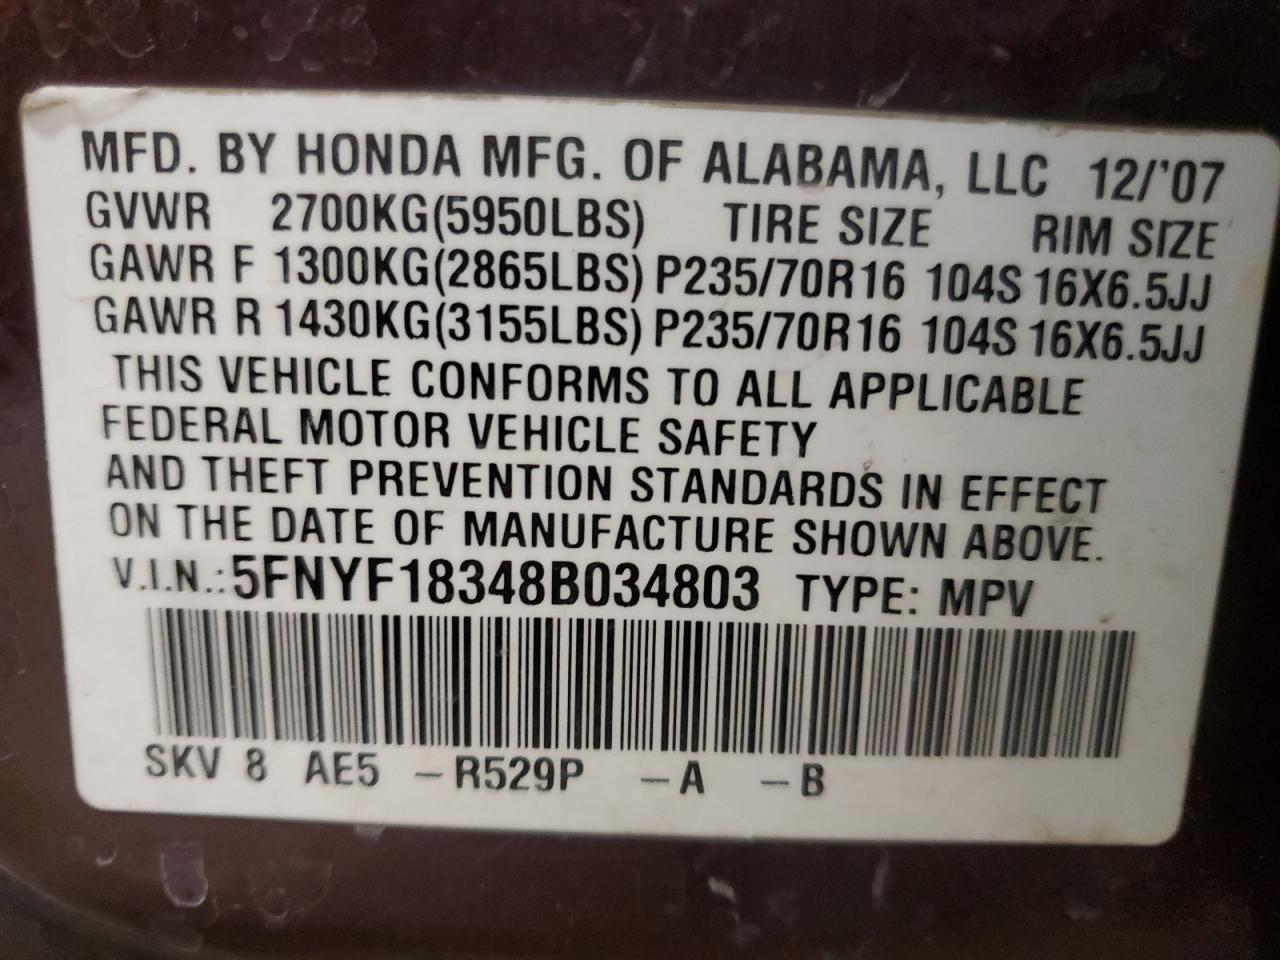 MFD. BY HONDA MFG. OF ALABAMA, LLC 12/'07
GVWR 2700KG(5950LBS) TIRE SIZE RIM SIZE
GAWR F 1300KG(2865LBS) P235/70R16 104S 16X6.5JJ
GAWR R 1430KG(3155LBS) P235/70R16 104S 16X6.5JJ
THIS VEHICLE CONFORMS TO ALL APPLICABLE
FEDERAL MOTOR VEHICLE SAFETY
AND THEFT PREVENTION STANDARDS IN EFFECT
ON THE DATE OF MANUFACTURE SHOWN ABOVE.
V.I.N.: 5FNYF18348B034803 TYPE: MPV
SKV 8 AE5 -R529P -A -B